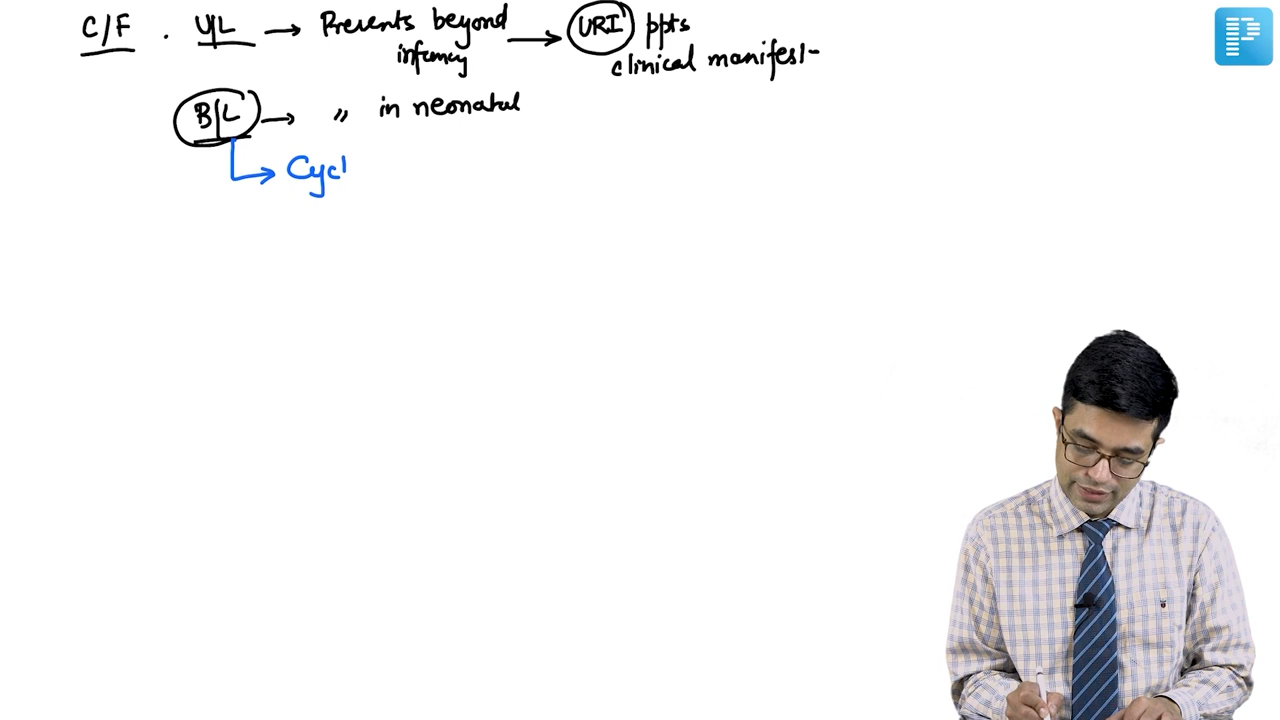 C/F . U/L → Presents beyond infancy → URI ppts clinical manifest-
B/L → " in neonatal
→ Cycl